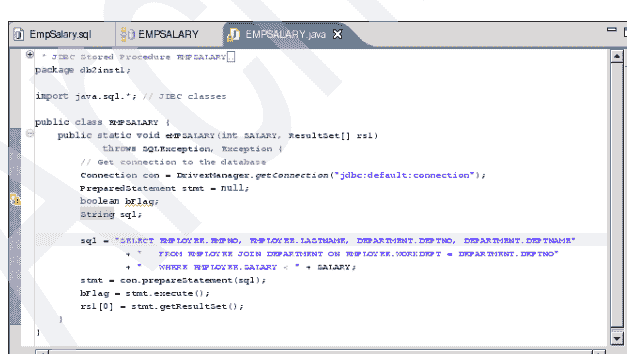 EmpSalary.sql EMPSALARY EMPSALARY.java
* JDBC Stored Procedure EMPSALARY
package db2inst1;
import java.sql.*; // JDBC classes
public class EMPSALARY {
public static void eMPSALARY(int SALARY, ResultSet[] rs1)
throws SQLException, Exception {
// Get connection to the database
Connection con = DriverManager.getConnection("jdbc:default:connection");
PreparedStatement stmt = null;
boolean bFlag;
String sql;
sql = "SELECT EMPLOYEE.EMPNO, EMPLOYEE.LASTNAME, DEPARTMENT.DEPTNO, DEPARTMENT.DEPTNAME"
+ " FROM EMPLOYEE JOIN DEPARTMENT ON EMPLOYEE.WORKDEPT = DEPARTMENT.DEPTNO"
+ " WHERE EMPLOYEE.SALARY < " + SALARY;
stmt = con.prepareStatement(sql);
bFlag = stmt.execute();
rs1[0] = stmt.getResultSet();
}
}